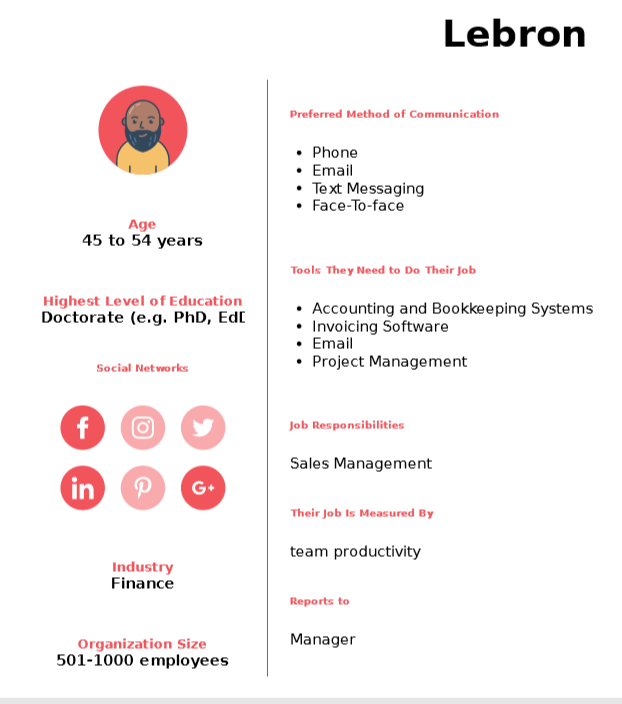 Lebron
Age
45 to 54 years
Highest Level of Education
Doctorate (e.g. PhD, Ed
Social Networks
f
in
G+
Industry
Finance
Organization Size
501-1000 employees
Preferred Method of Communication
• Phone
• Email
• Text Messaging
• Face-To-face
Tools They Need to Do Their Job
• Accounting and Bookkeeping Systems
• Invoicing Software
• Email
• Project Management
Job Responsibilities
Sales Management
Their Job Is Measured By
team productivity
Reports to
Manager